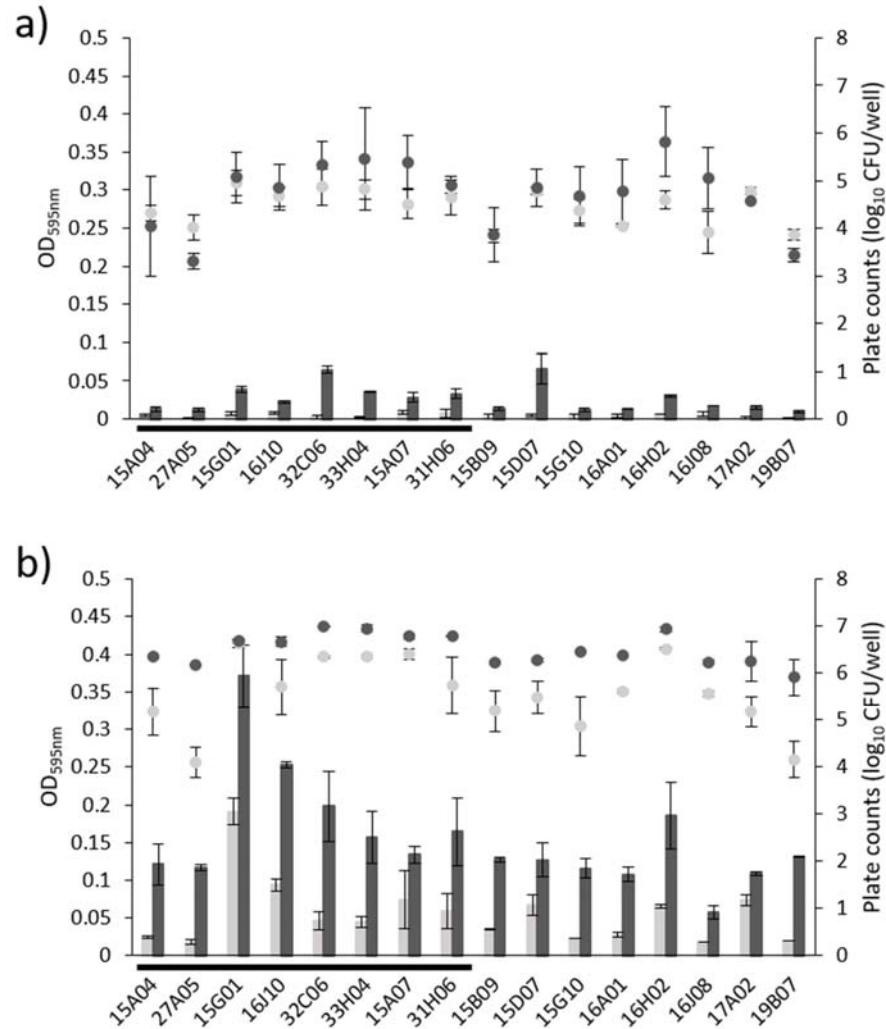 a)
0.5
0.45
0.4
0.35
0.3
0.25
0.2
0.15
0.1
0.05
0
OD595nm
8
7
6
5
4
3
2
1
0
Plate counts (log10 CFU/well)
15A04
27A05
15G01
16J10
32C06
33H04
15A07
31H06
15B09
15D07
15G10
16A01
16H02
16J08
17A02
19B07
b)
0.5
0.45
0.4
0.35
0.3
0.25
0.2
0.15
0.1
0.05
0
OD595nm
8
7
6
5
4
3
2
1
0
Plate counts (log10 CFU/well)
15A04
27A05
15G01
16J10
32C06
33H04
15A07
31H06
15B09
15D07
15G10
16A01
16H02
16J08
17A02
19B07